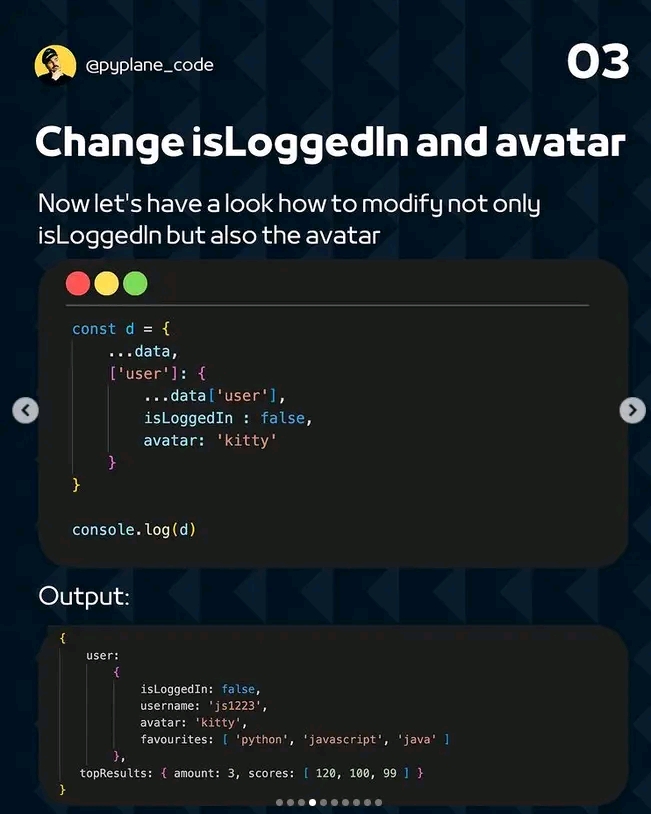 @pyplane_code
03
Change isLoggedIn and avatar
Now let's have a look how to modify not only
isLoggedIn but also the avatar
const d = {
...data,
['user']: {
...data['user'],
isLoggedIn : false,
avatar: 'kitty'
}
}
console.log(d)
Output:
{
user:
{
isLoggedIn: false,
username: 'js1223',
avatar: 'kitty',
favourites: [ 'python', 'javascript', 'java' ]
},
topResults: { amount: 3, scores: [ 120, 100, 99 ] }
}